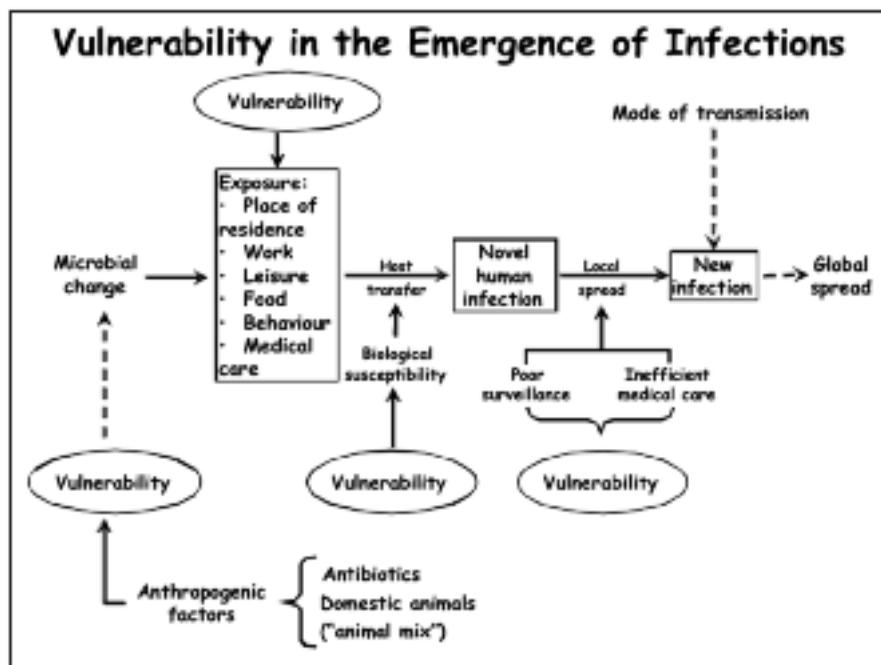 Vulnerability in the Emergence of Infections
Vulnerability
Mode of transmission
Exposure:
· Place of
residence
· Work
· Leisure
· Food
· Behaviour
· Medical
care
Microbial
change
Host
transfer
Novel
human
infection
Local
spread
New
infection
Global
spread
Biological
susceptibility
Poor
surveillance
Inefficient
medical care
Vulnerability
Vulnerability
Vulnerability
Anthropogenic
factors
Antibiotics
Domestic animals
("animal mix")